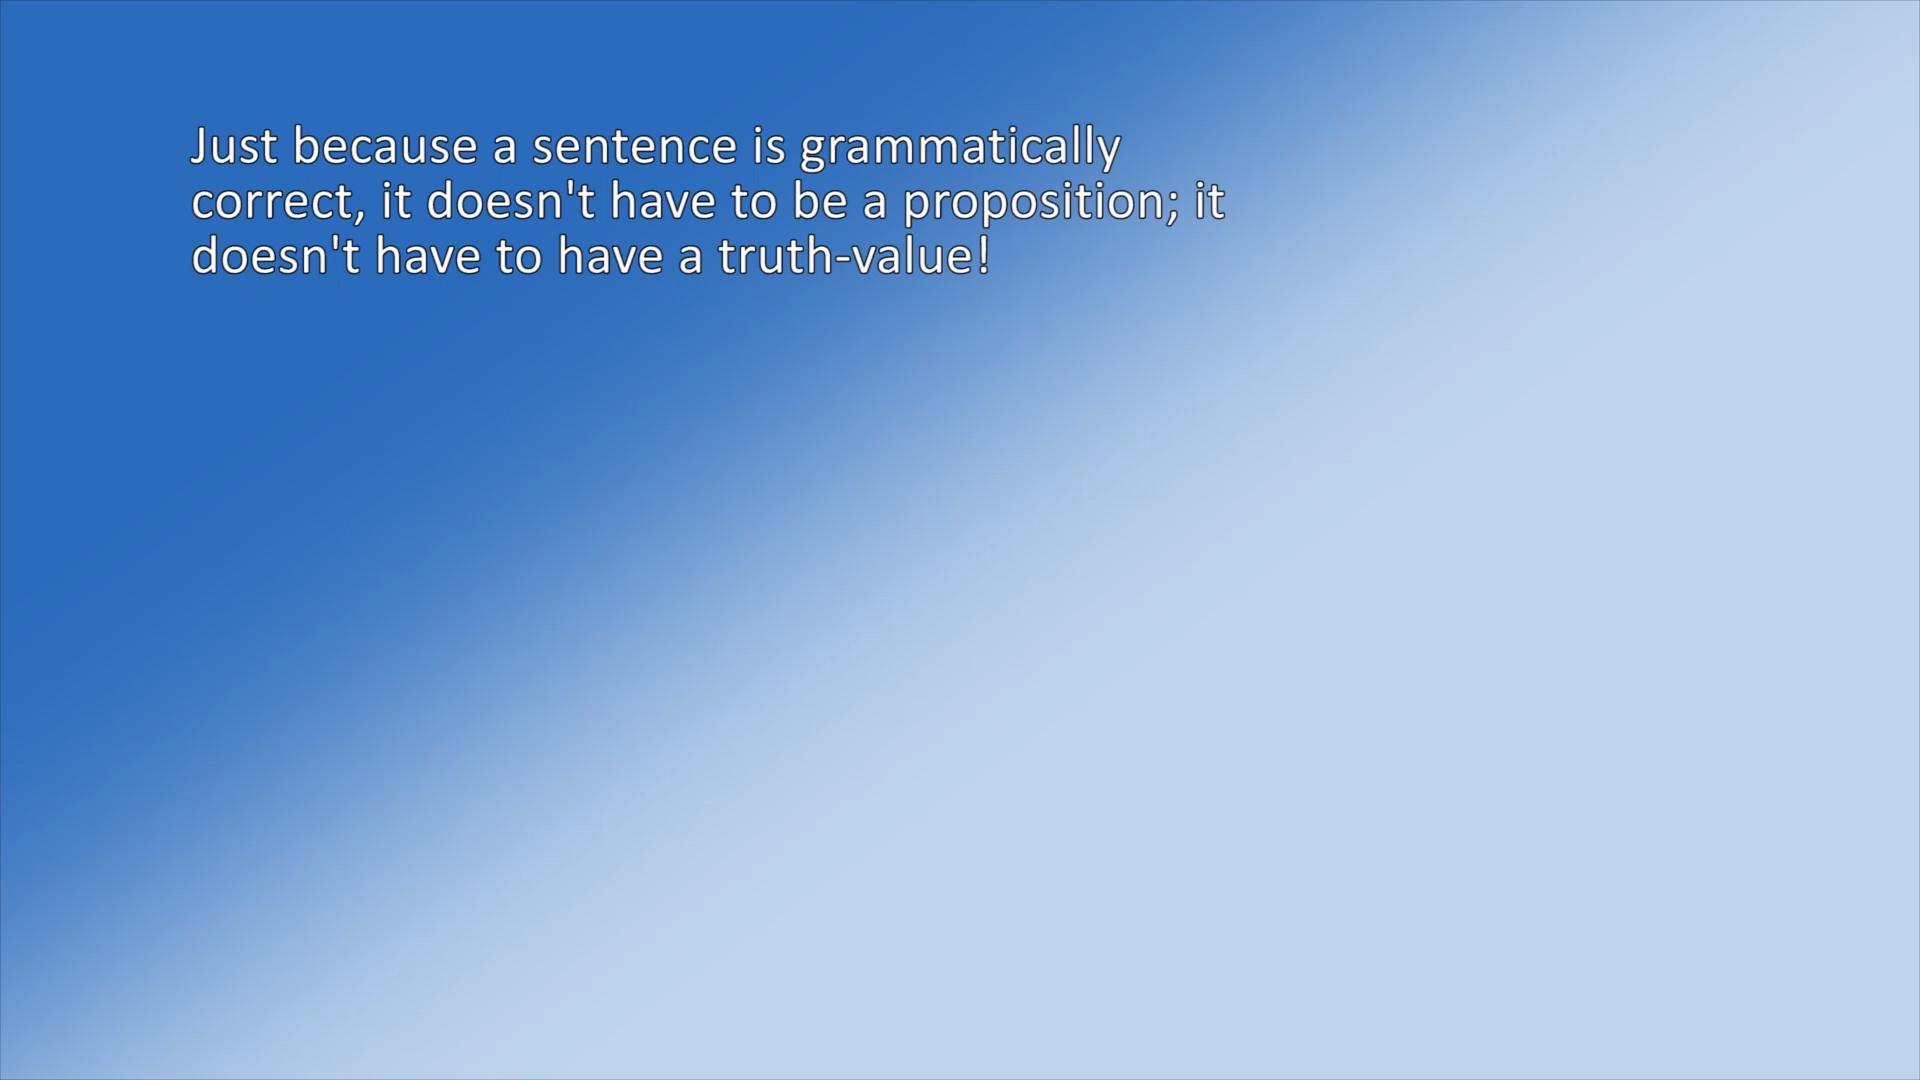 Just because a sentence is grammatically
correct, it doesn't have to be a proposition; it
doesn't have to have a truth-value!